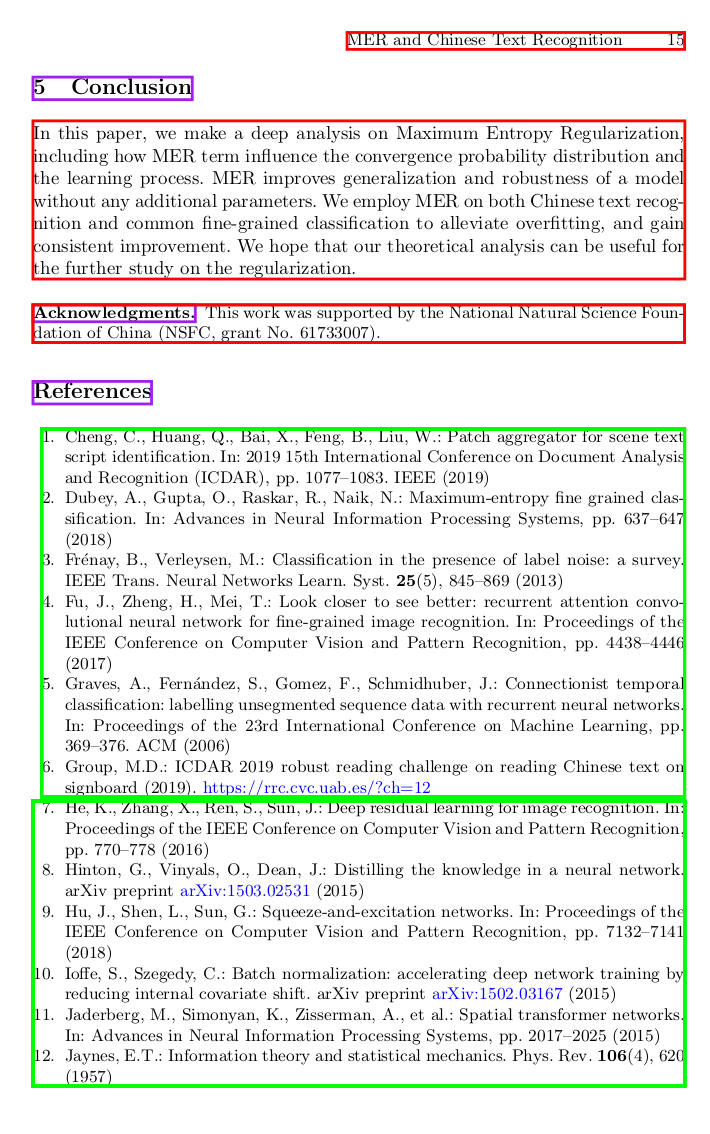 MER and Chinese Text Recognition 15
5 Conclusion
In this paper, we make a deep analysis on Maximum Entropy Regularization,
including how MER term influence the convergence probability distribution and
the learning process. MER improves generalization and robustness of a model
without any additional parameters. We employ MER on both Chinese text recog-
nition and common fine-grained classification to alleviate overfitting, and gain
consistent improvement. We hope that our theoretical analysis can be useful for
the further study on the regularization.
Acknowledgments. This work was supported by the National Natural Science Foun-
dation of China (NSFC, grant No. 61733007).
References
1. Cheng, C., Huang, Q., Bai, X., Feng, B., Liu, W.: Patch aggregator for scene text
script identification. In: 2019 15th International Conference on Document Analysis
and Recognition (ICDAR), pp. 1077–1083. IEEE (2019)
2. Dubey, A., Gupta, O., Raskar, R., Naik, N.: Maximum-entropy fine grained clas-
sification. In: Advances in Neural Information Processing Systems, pp. 637–647
(2018)
3. Frénay, B., Verleysen, M.: Classification in the presence of label noise: a survey.
IEEE Trans. Neural Networks Learn. Syst. 25(5), 845–869 (2013)
4. Fu, J., Zheng, H., Mei, T.: Look closer to see better: recurrent attention convo-
lutional neural network for fine-grained image recognition. In: Proceedings of the
IEEE Conference on Computer Vision and Pattern Recognition, pp. 4438–4446
(2017)
5. Graves, A., Fernández, S., Gomez, F., Schmidhuber, J.: Connectionist temporal
classification: labelling unsegmented sequence data with recurrent neural networks.
In: Proceedings of the 23rd International Conference on Machine Learning, pp.
369–376. ACM (2006)
6. Group, M.D.: ICDAR 2019 robust reading challenge on reading Chinese text on
signboard (2019). https://rrc.cvc.uab.es/?ch=12
7. He, K., Zhang, X., Ren, S., Sun, J.: Deep residual learning for image recognition. In:
Proceedings of the IEEE Conference on Computer Vision and Pattern Recognition,
pp. 770–778 (2016)
8. Hinton, G., Vinyals, O., Dean, J.: Distilling the knowledge in a neural network.
arXiv preprint arXiv:1503.02531 (2015)
9. Hu, J., Shen, L., Sun, G.: Squeeze-and-excitation networks. In: Proceedings of the
IEEE Conference on Computer Vision and Pattern Recognition, pp. 7132–7141
(2018)
10. Ioffe, S., Szegedy, C.: Batch normalization: accelerating deep network training by
reducing internal covariate shift. arXiv preprint arXiv:1502.03167 (2015)
11. Jaderberg, M., Simonyan, K., Zisserman, A., et al.: Spatial transformer networks.
In: Advances in Neural Information Processing Systems, pp. 2017–2025 (2015)
12. Jaynes, E.T.: Information theory and statistical mechanics. Phys. Rev. 106(4), 620
(1957)